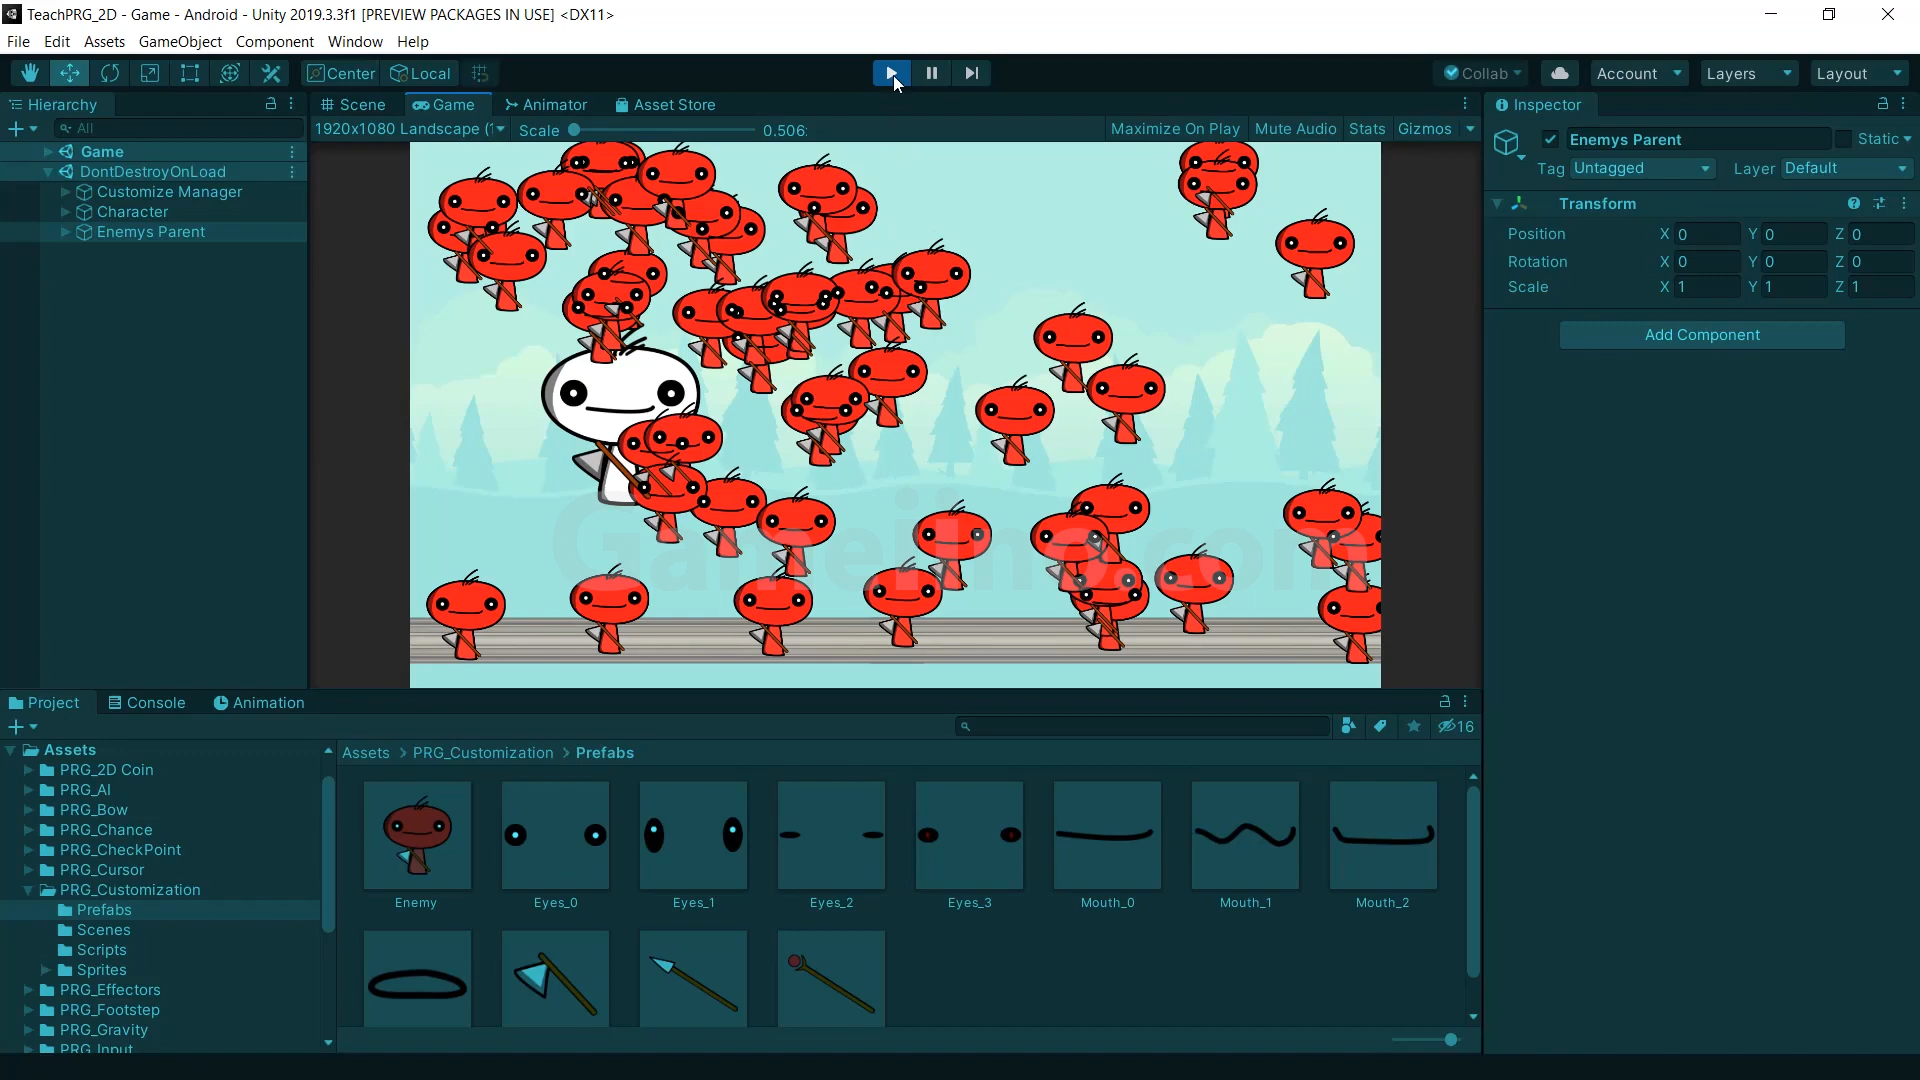 TeachPRG_2D - Game - Android - Unity 2019.3.3f1 [PREVIEW PACKAGES IN USE] <DX11>
File Edit Assets GameObject Component Window Help
Center Local Collab Account Layers Layout
Hierarchy
All
Game
DontDestroyOnLoad
Customize Manager
Character
Enemys Parent
Scene Game Animator Asset Store
1920x1080 Landscape (1 Scale 0.506: Maximize On Play Mute Audio Stats Gizmos
Gameiino.com
Inspector
Enemys Parent Static
Tag Untagged Layer Default
Transform
Position X 0 Y 0 Z 0
Rotation X 0 Y 0 Z 0
Scale X 1 Y 1 Z 1
Add Component
Project Console Animation
16
Assets
PRG_2D Coin
PRG_AI
PRG_Bow
PRG_Chance
PRG_CheckPoint
PRG_Cursor
PRG_Customization
Prefabs
Scenes
Scripts
Sprites
PRG_Effectors
PRG_Footstep
PRG_Gravity
PRG_Input
Assets > PRG_Customization > Prefabs
Enemy Eyes_0 Eyes_1 Eyes_2 Eyes_3 Mouth_0 Mouth_1 Mouth_2